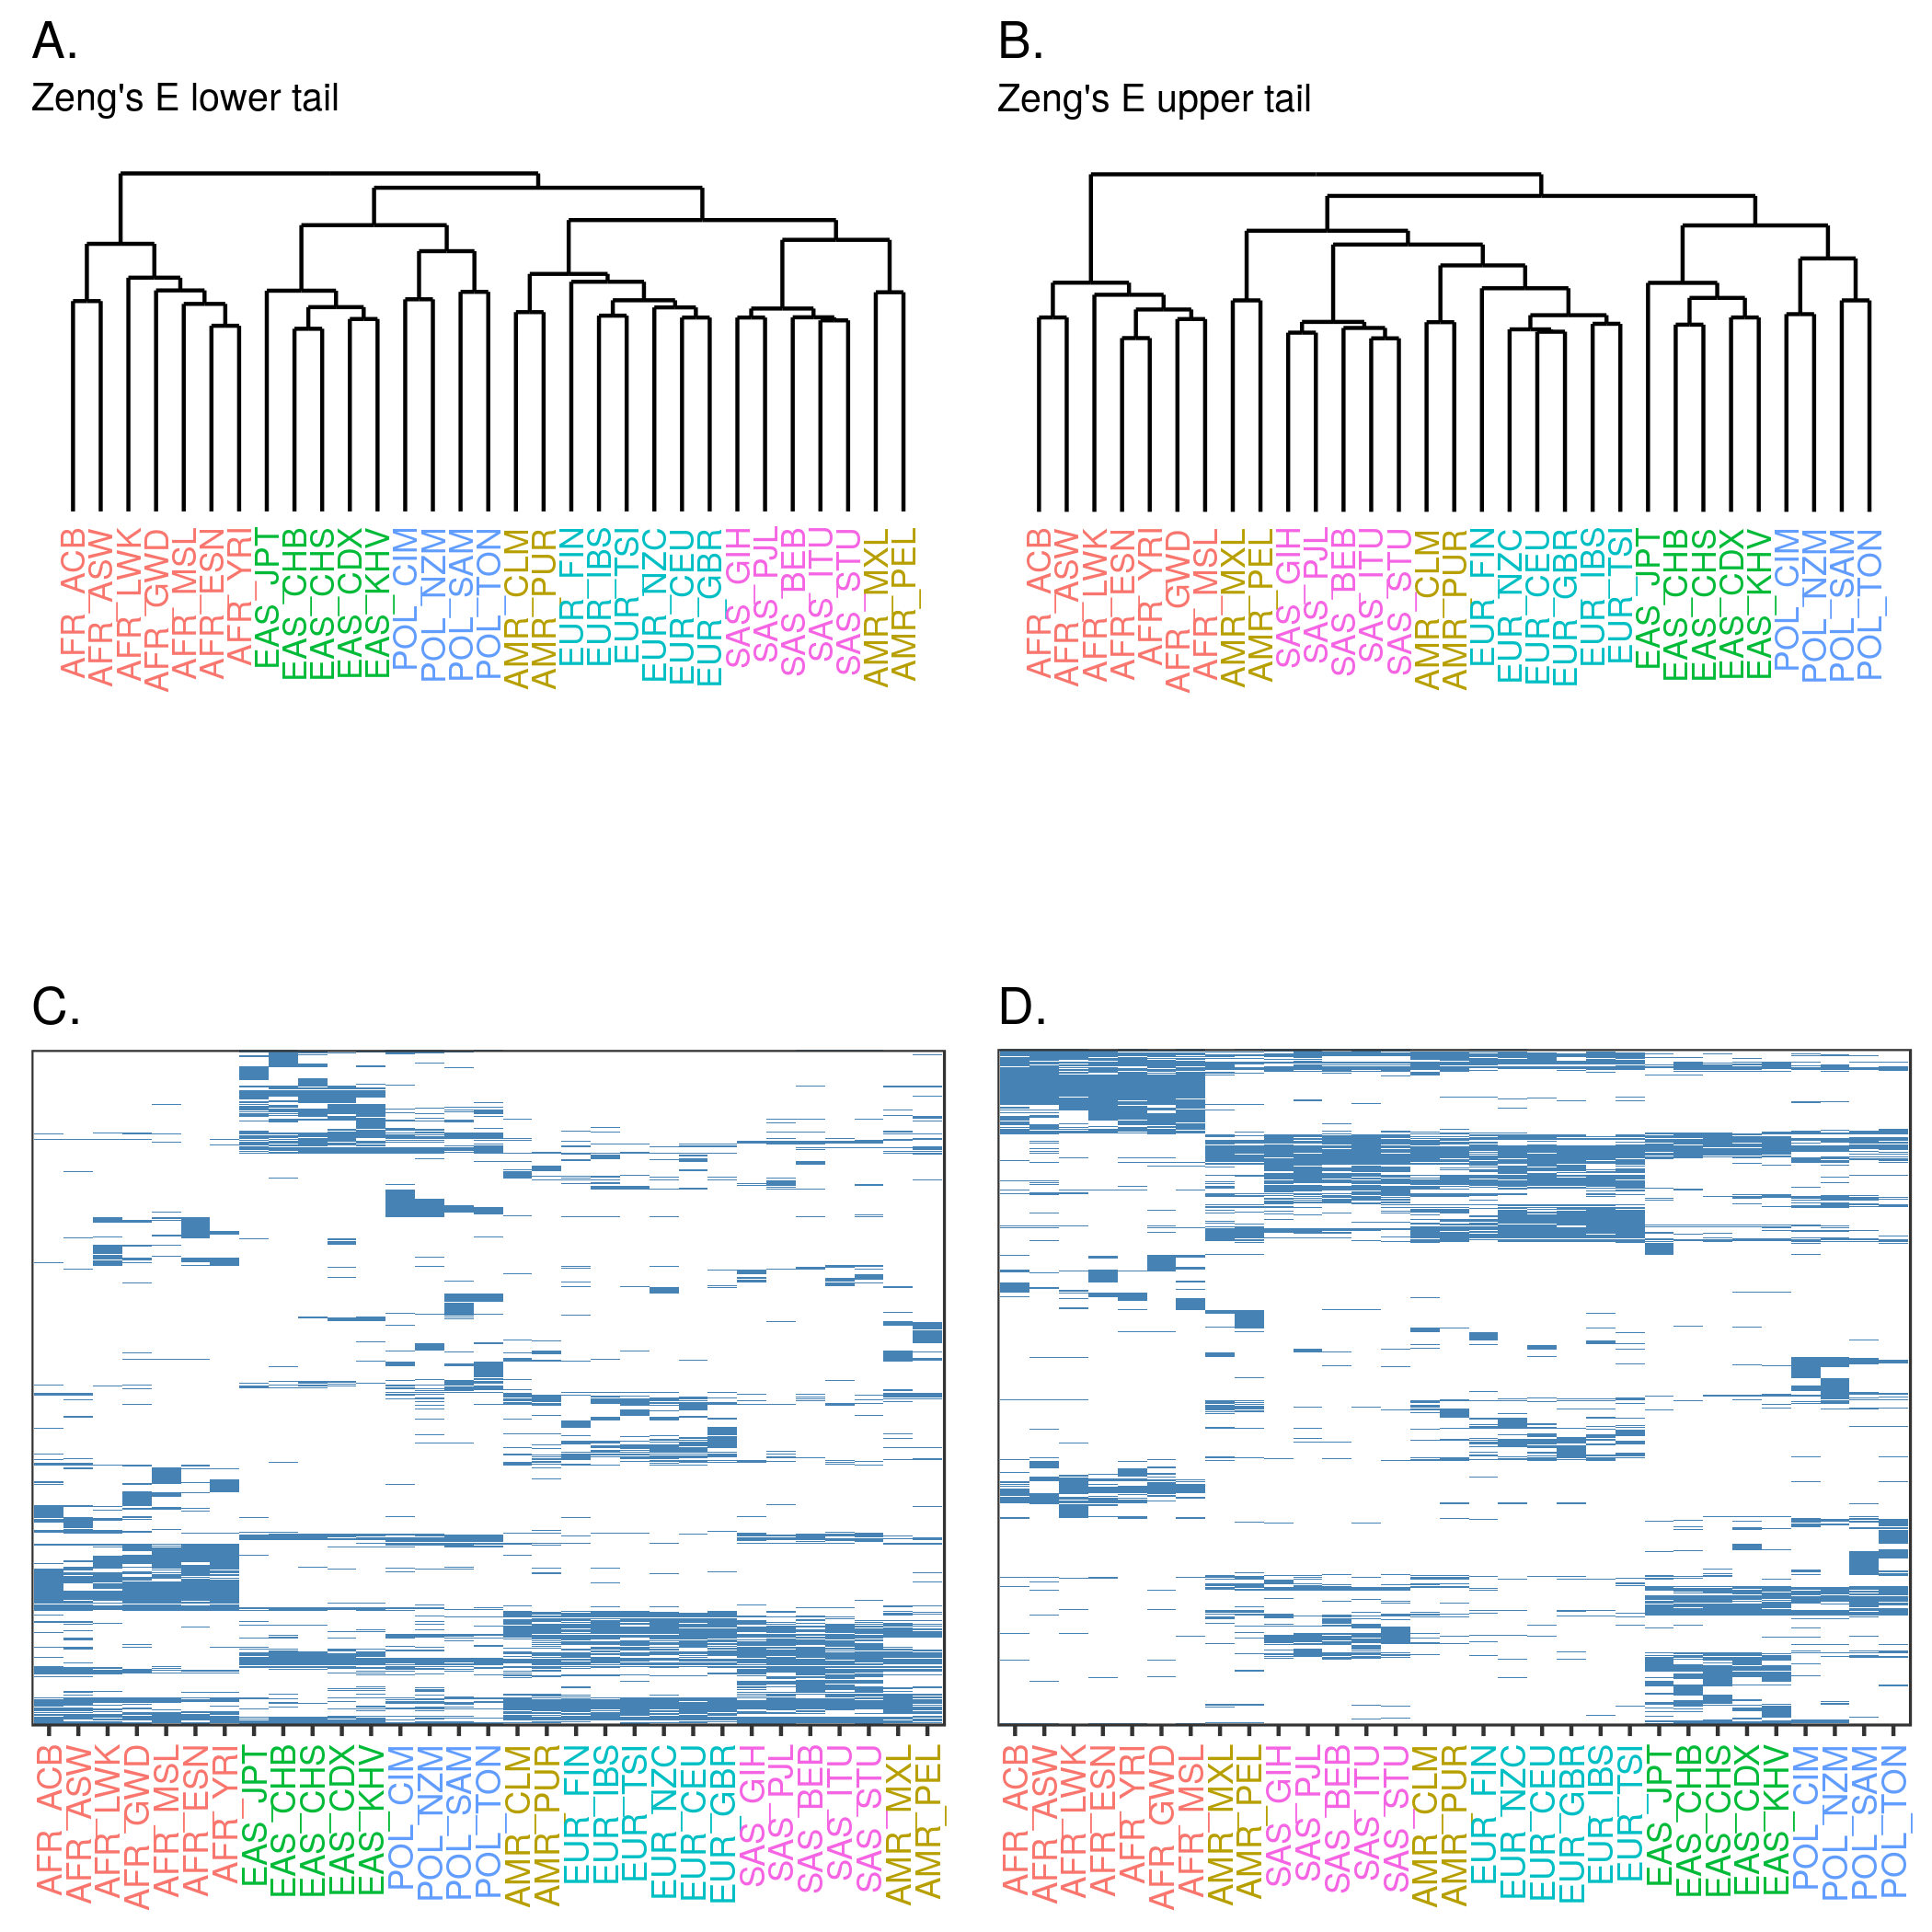 A.
Zeng's E lower tail
AFR_ACB
AFR_ASW
AFR_LWK
AFR_GWD
AFR_MSL
AFR_ESN
AFR_YRI
EAS_JPT
EAS_CHB
EAS_CHS
EAS_CDX
EAS_KHV
POL_CIM
POL_NZM
POL_SAM
POL_TON
AMR_CLM
AMR_PUR
EUR_FIN
EUR_IBS
EUR_TSI
EUR_NZC
EUR_CEU
EUR_GBR
SAS_GIH
SAS_PJL
SAS_BEB
SAS_ITU
SAS_STU
AMR_MXL
AMR_PEL
B.
Zeng's E upper tail
AFR_ACB
AFR_ASW
AFR_LWK
AFR_ESN
AFR_YRI
AFR_GWD
AFR_MSL
AMR_MXL
AMR_PEL
SAS_GIH
SAS_PJL
SAS_BEB
SAS_ITU
SAS_STU
AMR_CLM
AMR_PUR
EUR_FIN
EUR_NZC
EUR_CEU
EUR_GBR
EUR_IBS
EUR_TSI
EAS_JPT
EAS_CHB
EAS_CHS
EAS_CDX
EAS_KHV
POL_CIM
POL_NZM
POL_SAM
POL_TON
C.
AFR_ACB
AFR_ASW
AFR_LWK
AFR_GWD
AFR_MSL
AFR_ESN
AFR_YRI
EAS_JPT
EAS_CHB
EAS_CHS
EAS_CDX
EAS_KHV
POL_CIM
POL_NZM
POL_SAM
POL_TON
AMR_CLM
AMR_PUR
EUR_FIN
EUR_IBS
EUR_TSI
EUR_NZC
EUR_CEU
EUR_GBR
SAS_GIH
SAS_PJL
SAS_BEB
SAS_ITU
SAS_STU
AMR_MXL
AMR_PEL
D.
AFR_ACB
AFR_ASW
AFR_LWK
AFR_ESN
AFR_YRI
AFR_GWD
AFR_MSL
AMR_MXL
AMR_PEL
SAS_GIH
SAS_PJL
SAS_BEB
SAS_ITU
SAS_STU
AMR_CLM
AMR_PUR
EUR_FIN
EUR_NZC
EUR_CEU
EUR_GBR
EUR_IBS
EUR_TSI
EAS_JPT
EAS_CHB
EAS_CHS
EAS_CDX
EAS_KHV
POL_CIM
POL_NZM
POL_SAM
POL_TON